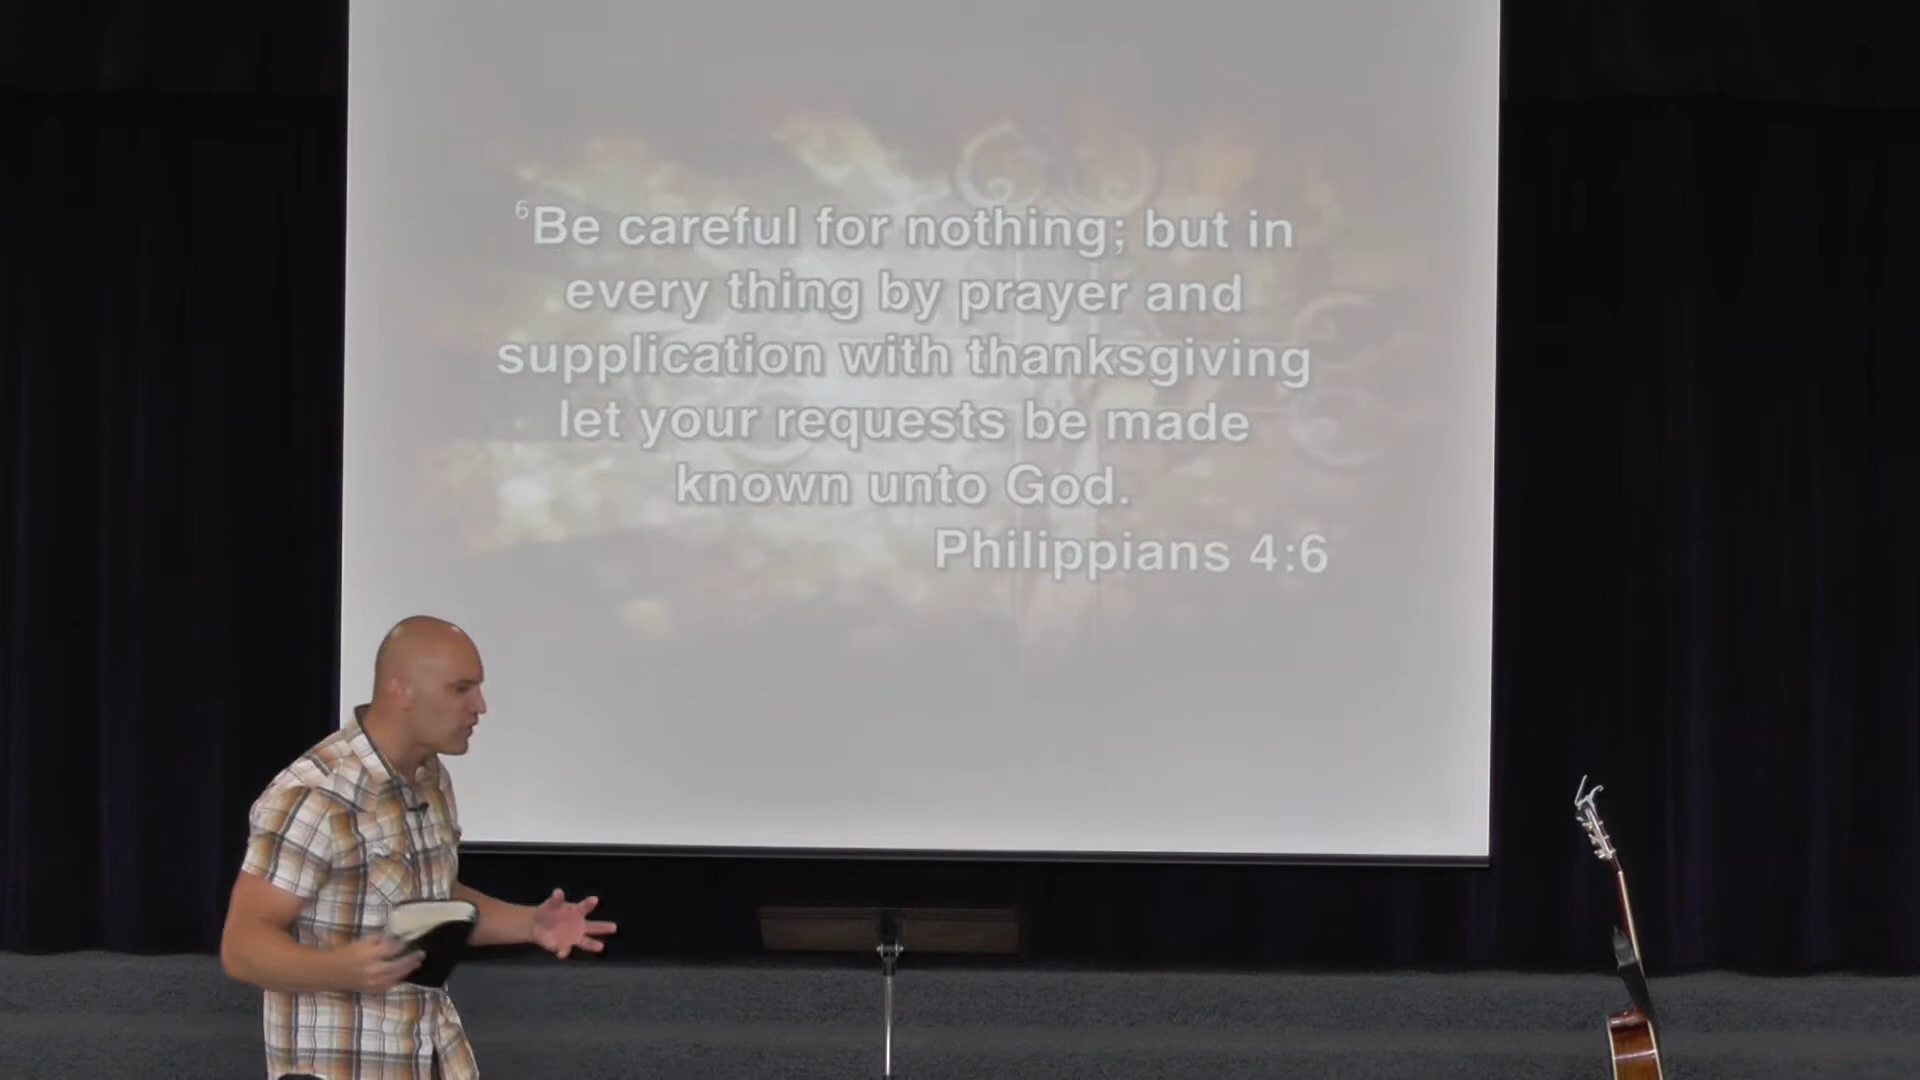 ⁶Be careful for nothing; but in
every thing by prayer and
supplication with thanksgiving
let your requests be made
known unto God.
Philippians 4:6